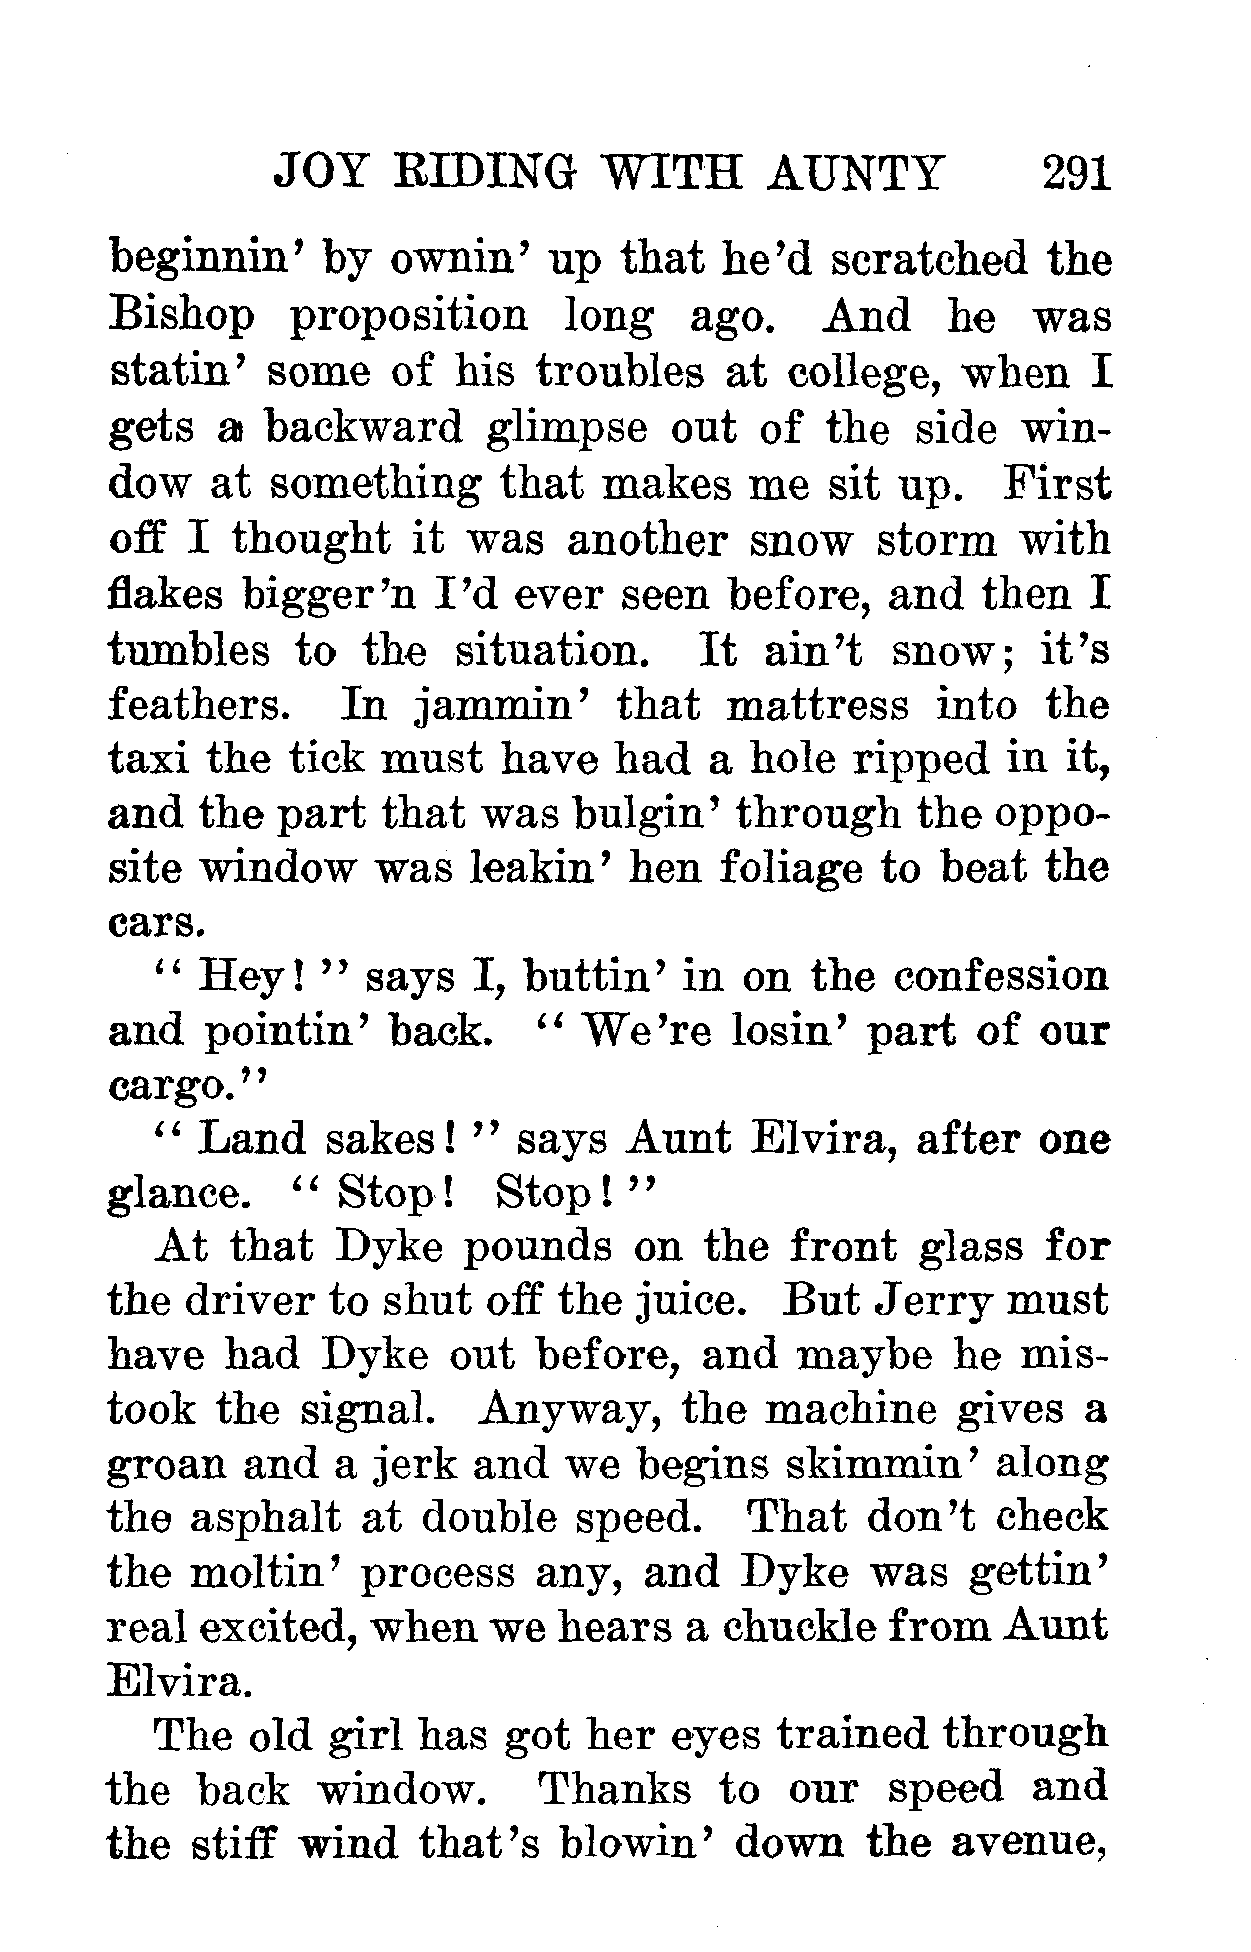 JOY RIDING WITH AUNTY 291
beginnin' by ownin' up that he'd scratched the
Bishop proposition long ago. And he was
statin' some of his troubles at college, when I
gets a backward glimpse out of the side win-
dow at something that makes me sit up. First
off I thought it was another snow storm with
flakes bigger'n I'd ever seen before, and then I
tumbles to the situation. It ain't snow; it's
feathers. In jammin' that mattress into the
taxi the tick must have had a hole ripped in it,
and the part that was bulgin' through the oppo-
site window was leakin' hen foliage to beat the
cars.
" Hey! " says I, buttin' in on the confession
and pointin' back. " We're losin' part of our
cargo."
" Land sakes! " says Aunt Elvira, after one
glance. " Stop! Stop! "
At that Dyke pounds on the front glass for
the driver to shut off the juice. But Jerry must
have had Dyke out before, and maybe he mis-
took the signal. Anyway, the machine gives a
groan and a jerk and we begins skimmin' along
the asphalt at double speed. That don't check
the moltin' process any, and Dyke was gettin'
real excited, when we hears a chuckle from Aunt
Elvira.
The old girl has got her eyes trained through
the back window. Thanks to our speed and
the stiff wind that's blowin' down the avenue,